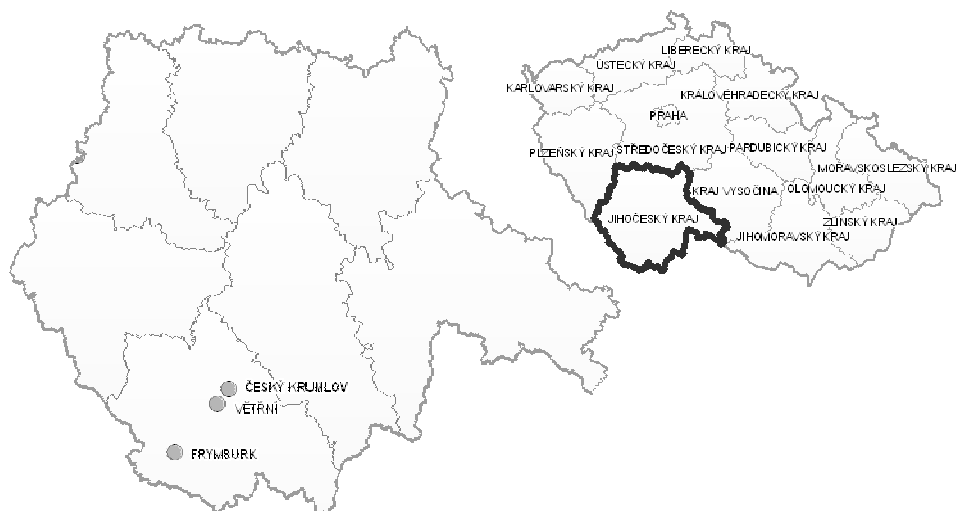 LIBERECKÝ KRAJ
ÚSTECKÝ KRAJ
KARLOVARSKÝ KRAJ
KRÁLOVÉHRADECKÝ KRAJ
PRAHA
PLZEŇSKÝ KRAJ
STŘEDOČESKÝ KRAJ
PARDUBICKÝ KRAJ
MORAVSKOSLEZSKÝ KRAJ
KRAJ VYSOČINA
OLOMOUCKÝ KRAJ
JIHOČESKÝ KRAJ
ZLÍNSKÝ KRAJ
JIHOMORAVSKÝ KRAJ
ČESKÝ KRUMLOV
VĚTŘNÍ
FRYMBURK